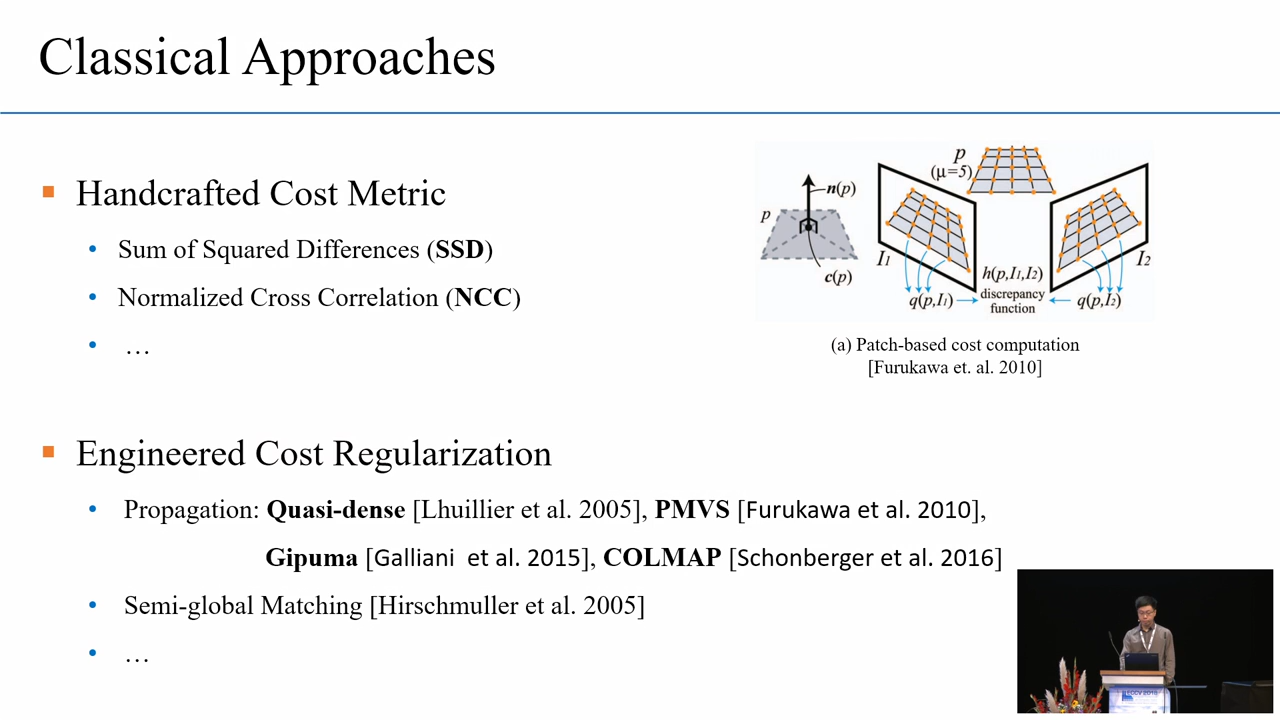 Classical Approaches
Handcrafted Cost Metric
Sum of Squared Differences (SSD)
Normalized Cross Correlation (NCC)
…
p
n(p)
c(p)
p
(μ=5)
I1
I2
h(p,I1,I2)
q(p,I1)
discrepancy
function
q(p,I2)
(a) Patch-based cost computation
[Furukawa et. al. 2010]
Engineered Cost Regularization
Propagation: Quasi-dense [Lhuillier et al. 2005], PMVS [Furukawa et al. 2010],
Gipuma [Galliani et al. 2015], COLMAP [Schonberger et al. 2016]
Semi-global Matching [Hirschmuller et al. 2005]
…
ECCV 2018